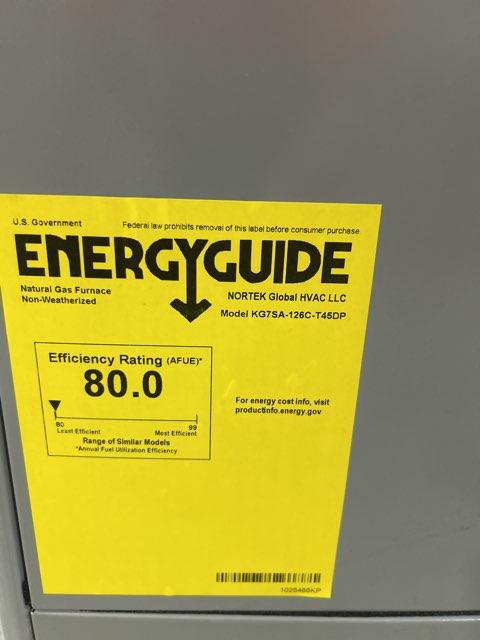 U.S. Government
Federal law prohibits removal of this label before consumer purchase
ENERGYGUIDE
Natural Gas Furnace
Non-Weatherized
NORTEK Global HVAC LLC
Model KG7SA-126C-T45DP
Efficiency Rating (AFUE)*
80.0
80
99
Least Efficient
Most Efficient
Range of Similar Models
*Annual Fuel Utilization Efficiency
For energy cost info, visit
productinfo.energy.gov